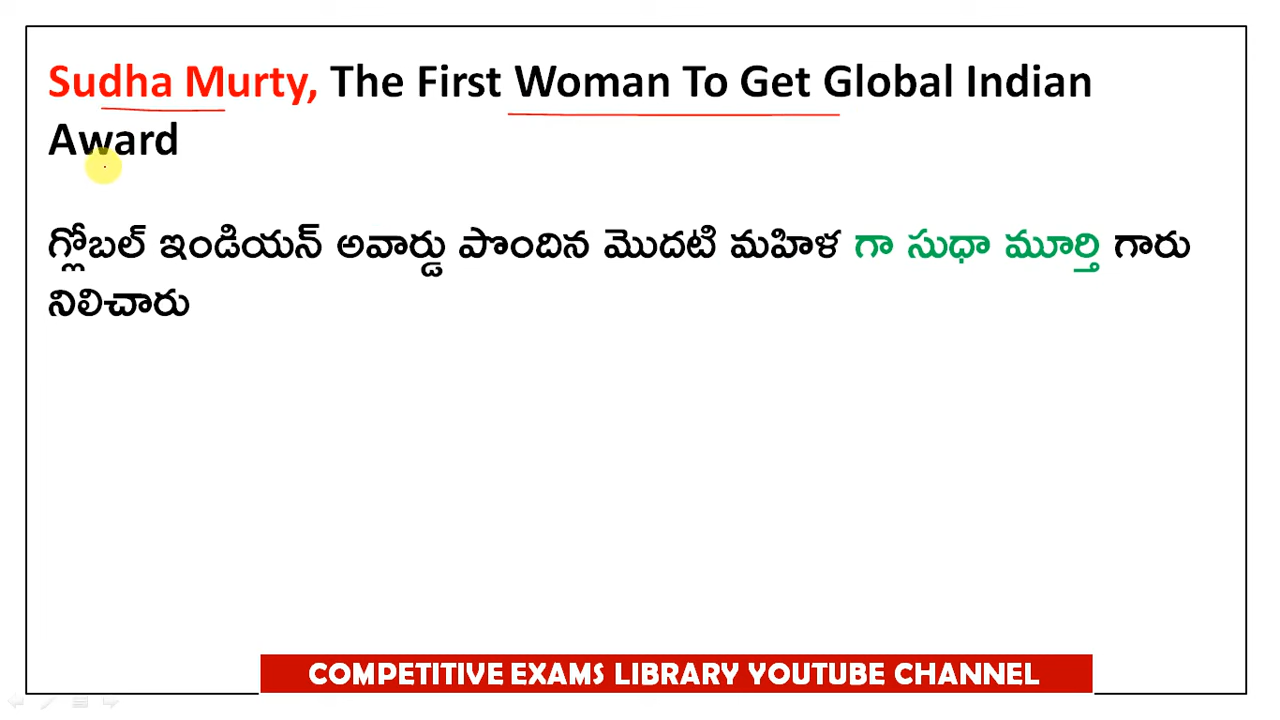 Sudha Murty, The First Woman To Get Global Indian
Award
గ్లోబల్ ఇండియన్ అవార్డు పొందిన మొదటి మహిళ గా సుధా మూర్తి గారు
నిలిచారు
COMPETITIVE EXAMS LIBRARY YOUTUBE CHANNEL